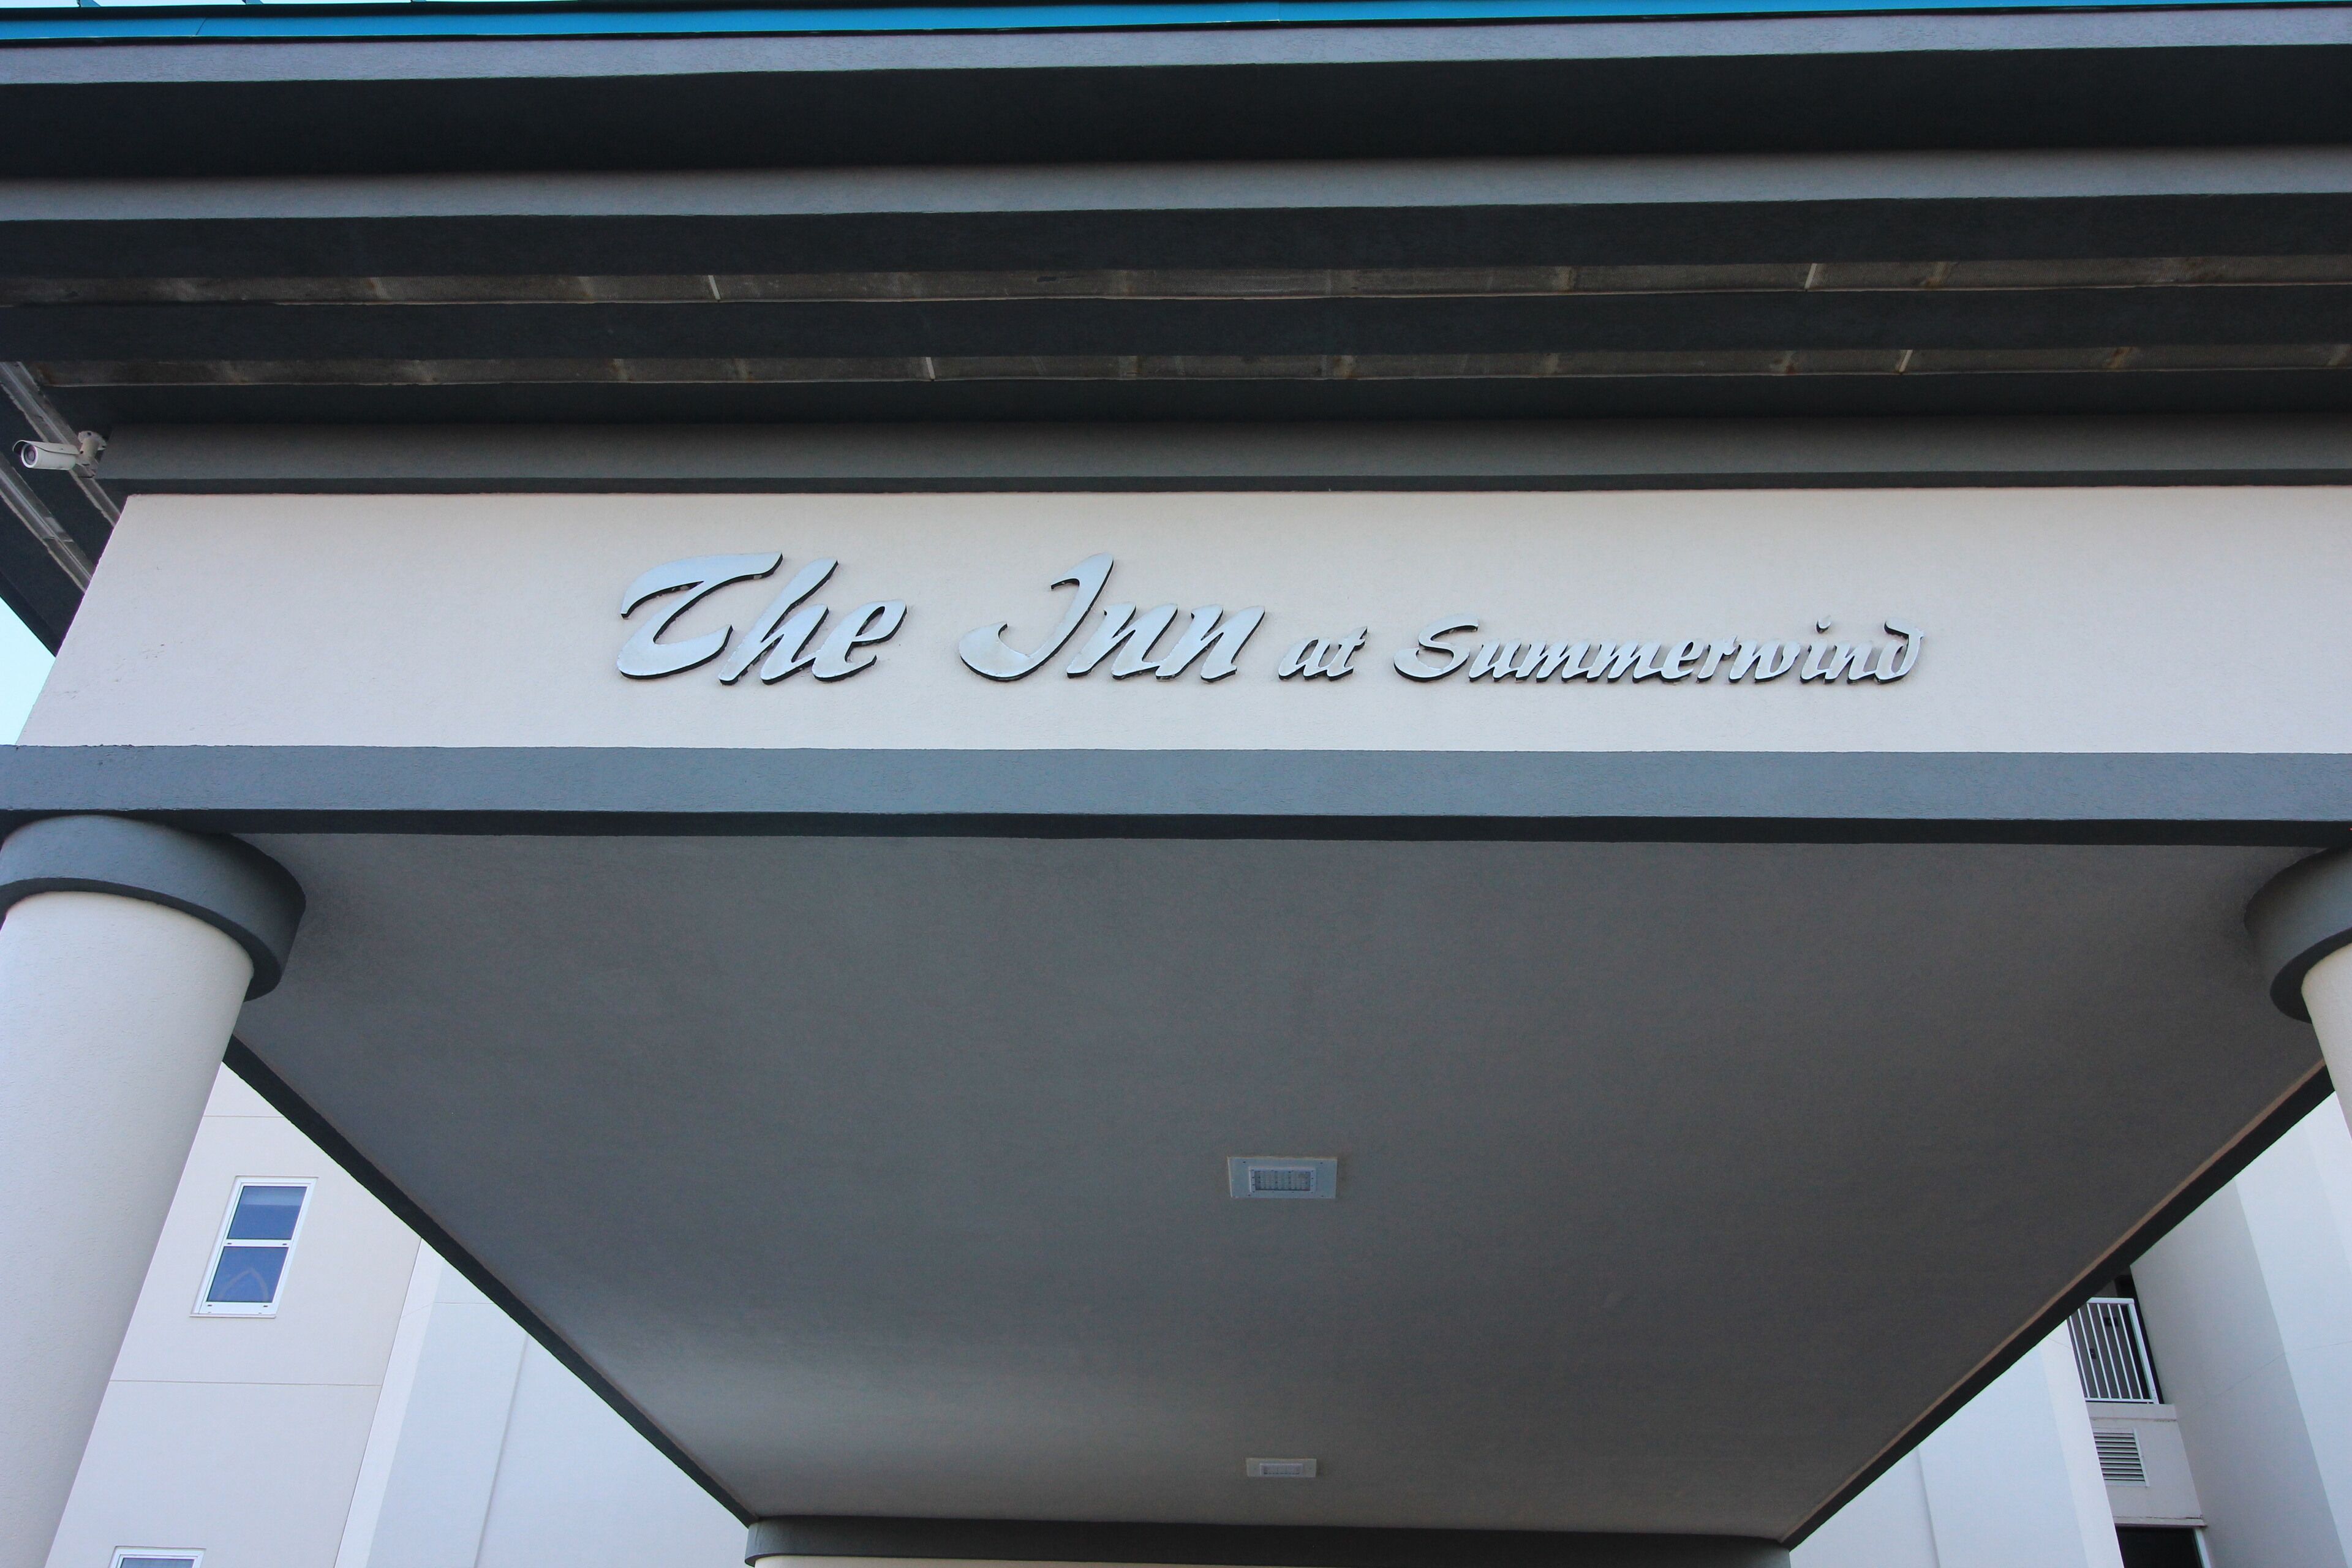 The Inn at Summerwind